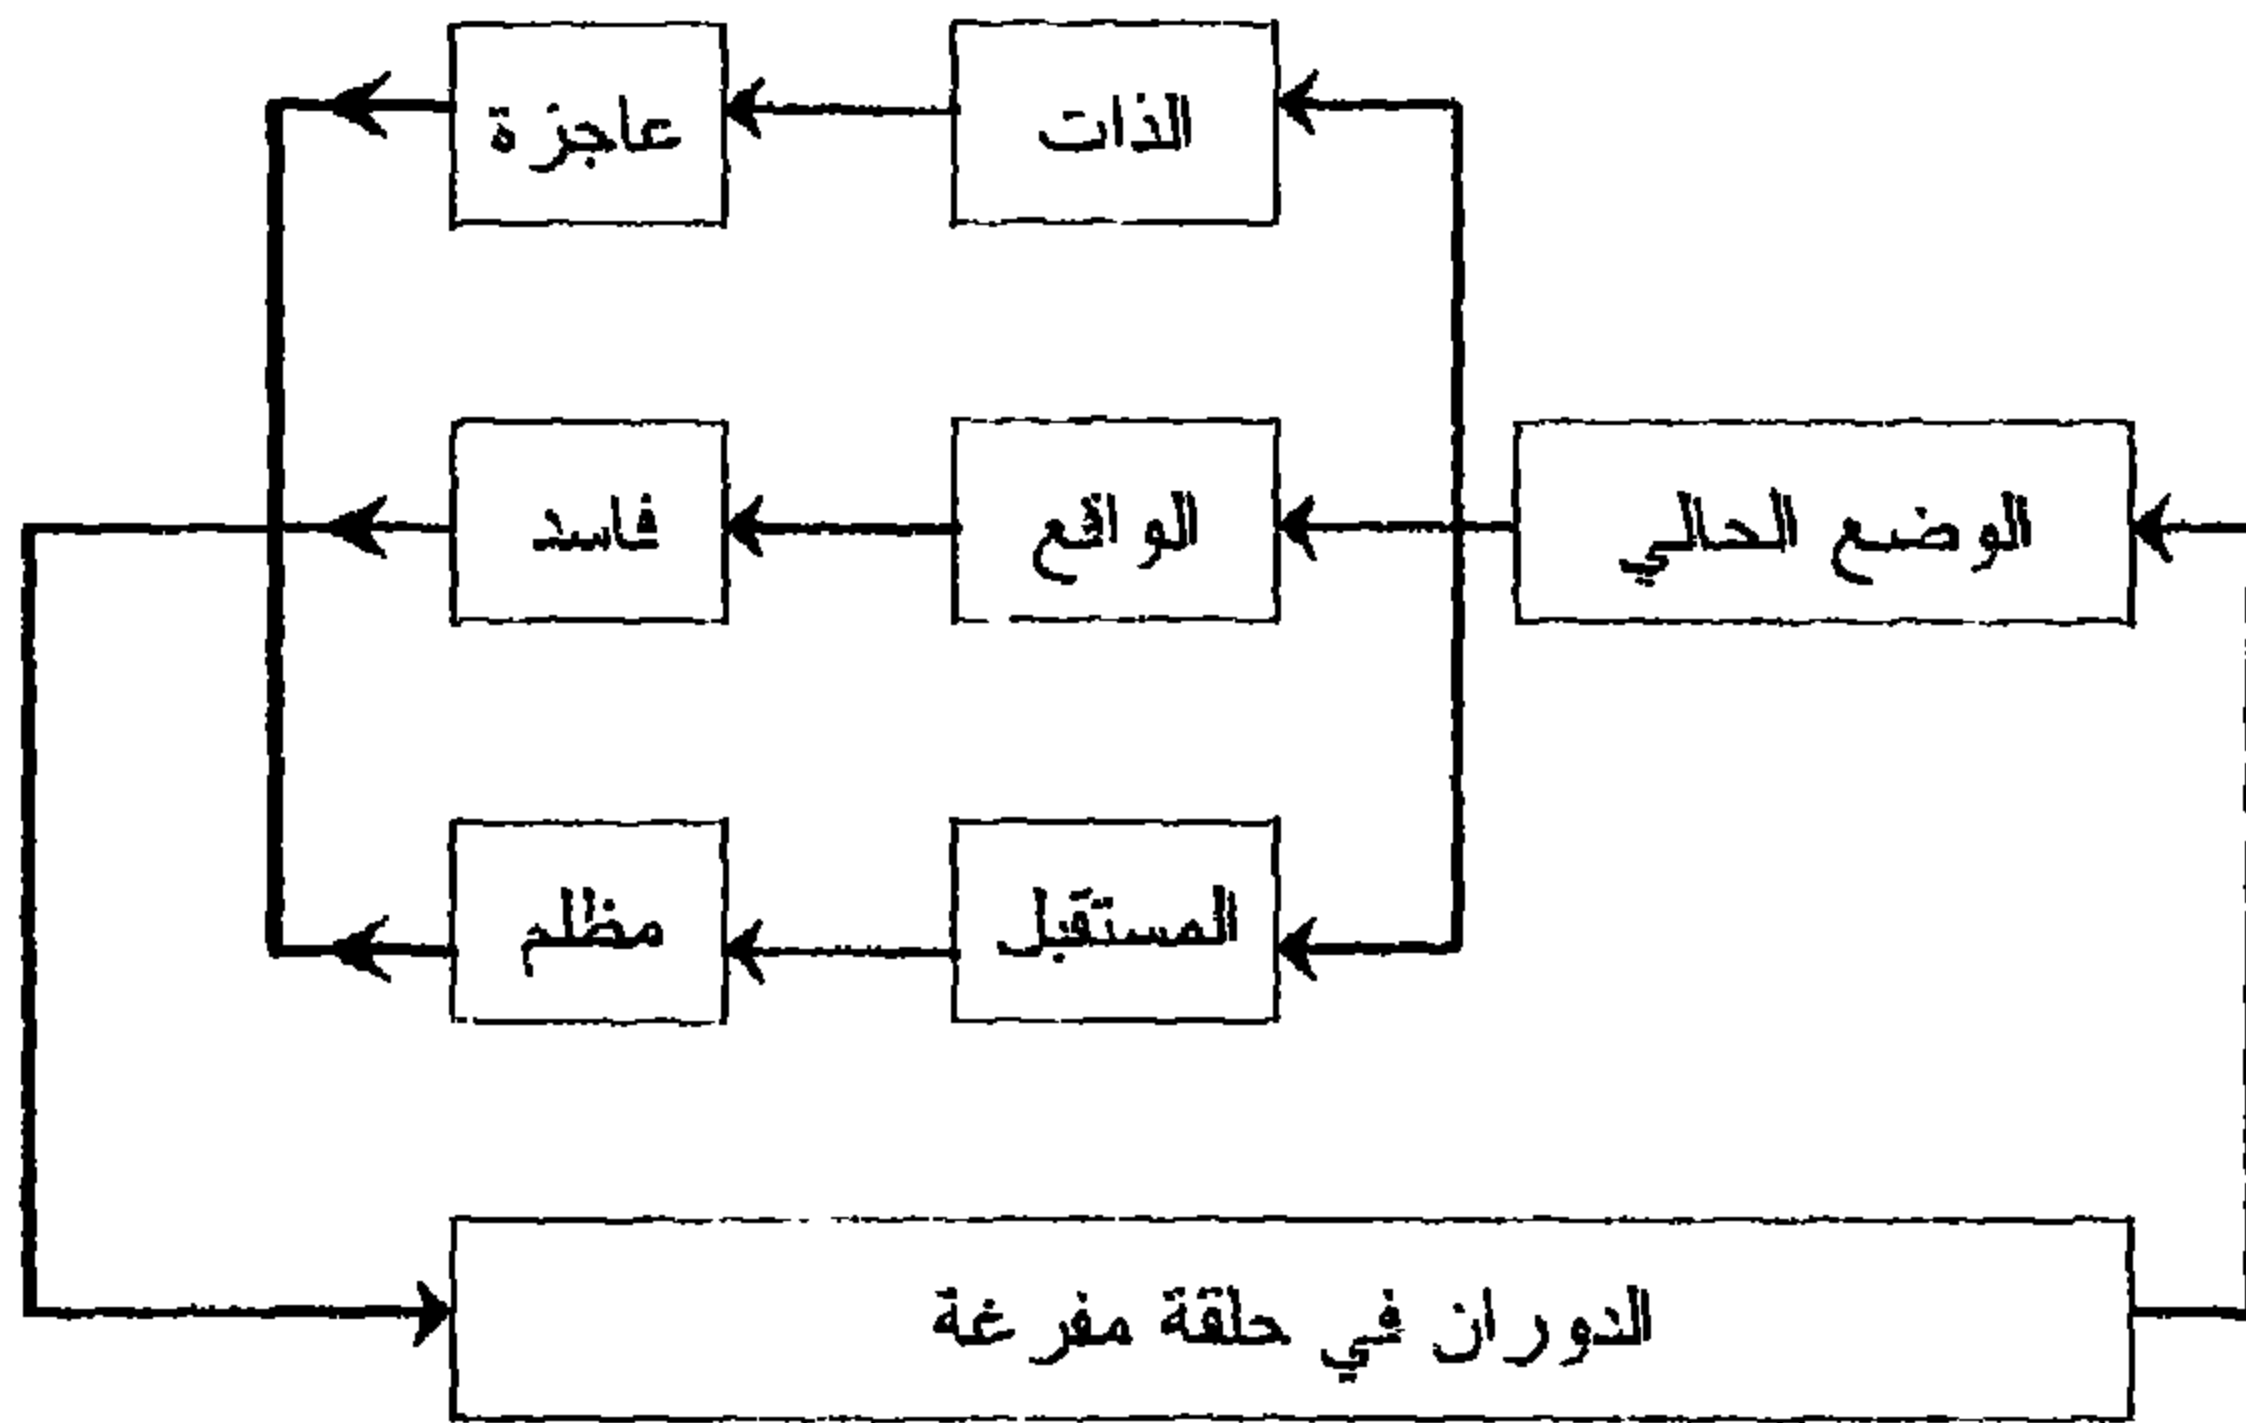 الذات
عاجزة
الوضع الحالي
الواقع
فاسد
المستقبل
مظلم
الدوران في حلقة مفرغة